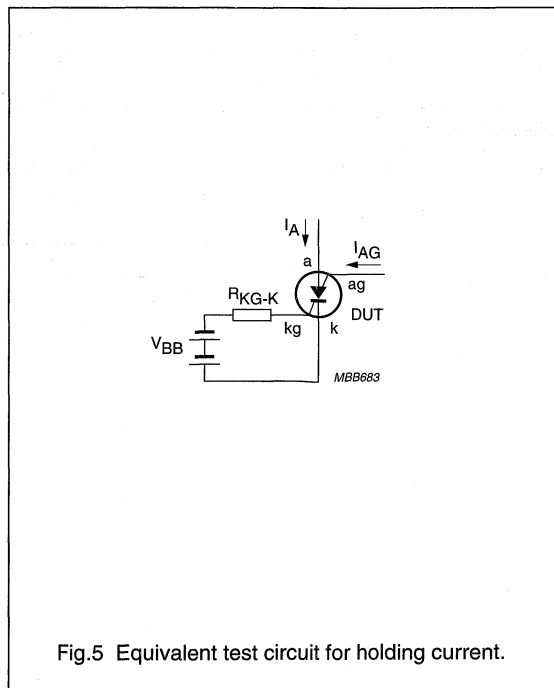 I_A
I_AG
a
ag
R_KG-K
kg
k
DUT
V_BB
MBB683
Fig.5 Equivalent test circuit for holding current.